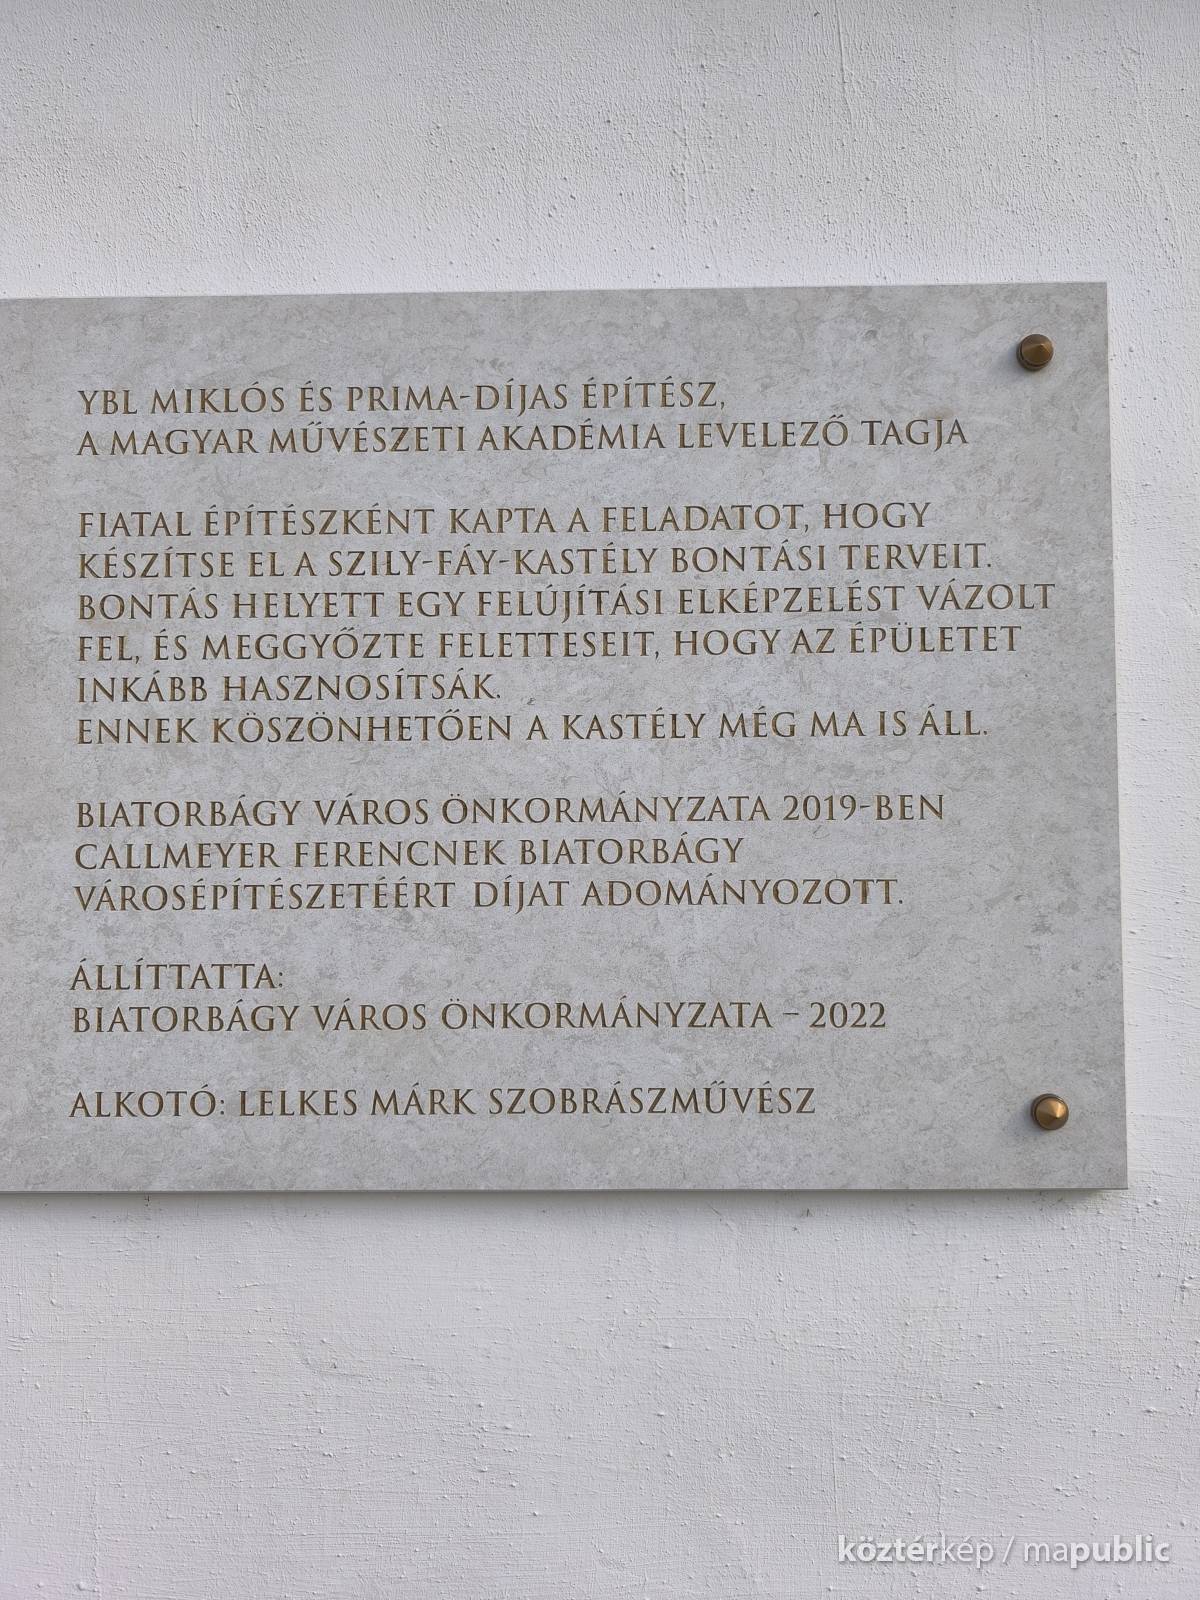 YBL MIKLÓS ÉS PRIMA-DÍJAS ÉPÍTÉSZ,
A MAGYAR MŰVÉSZETI AKADÉMIA LEVELEZŐ TAGJA
FIATAL ÉPÍTÉSZKÉNT KAPTA A FELADATOT, HOGY
KÉSZÍTSE EL A SZILY-FÁY-KASTÉLY BONTÁSI TERVEIT.
BONTÁS HELYETT EGY FELÚJÍTÁSI ELKÉPZELÉST VÁZOLT
FEL, ÉS MEGGYŐZTE FELETTESEIT, HOGY AZ ÉPÜLETET
INKÁBB HASZNOSÍTSÁK.
ENNEK KÖSZÖNHETŐEN A KASTÉLY MÉG MA IS ÁLL.
BIATORBÁGY VÁROS ÖNKORMÁNYZATA 2019-BEN
CALLMEYER FERENCNEK BIATORBÁGY
VÁROSÉPÍTÉSZETÉÉRT DÍJAT ADOMÁNYOZOTT.
ÁLLÍTTATTA:
BIATORBÁGY VÁROS ÖNKORMÁNYZATA – 2022
ALKOTÓ: LELKES MÁRK SZOBRÁSZMŰVÉSZ
köztérkép / mapublic